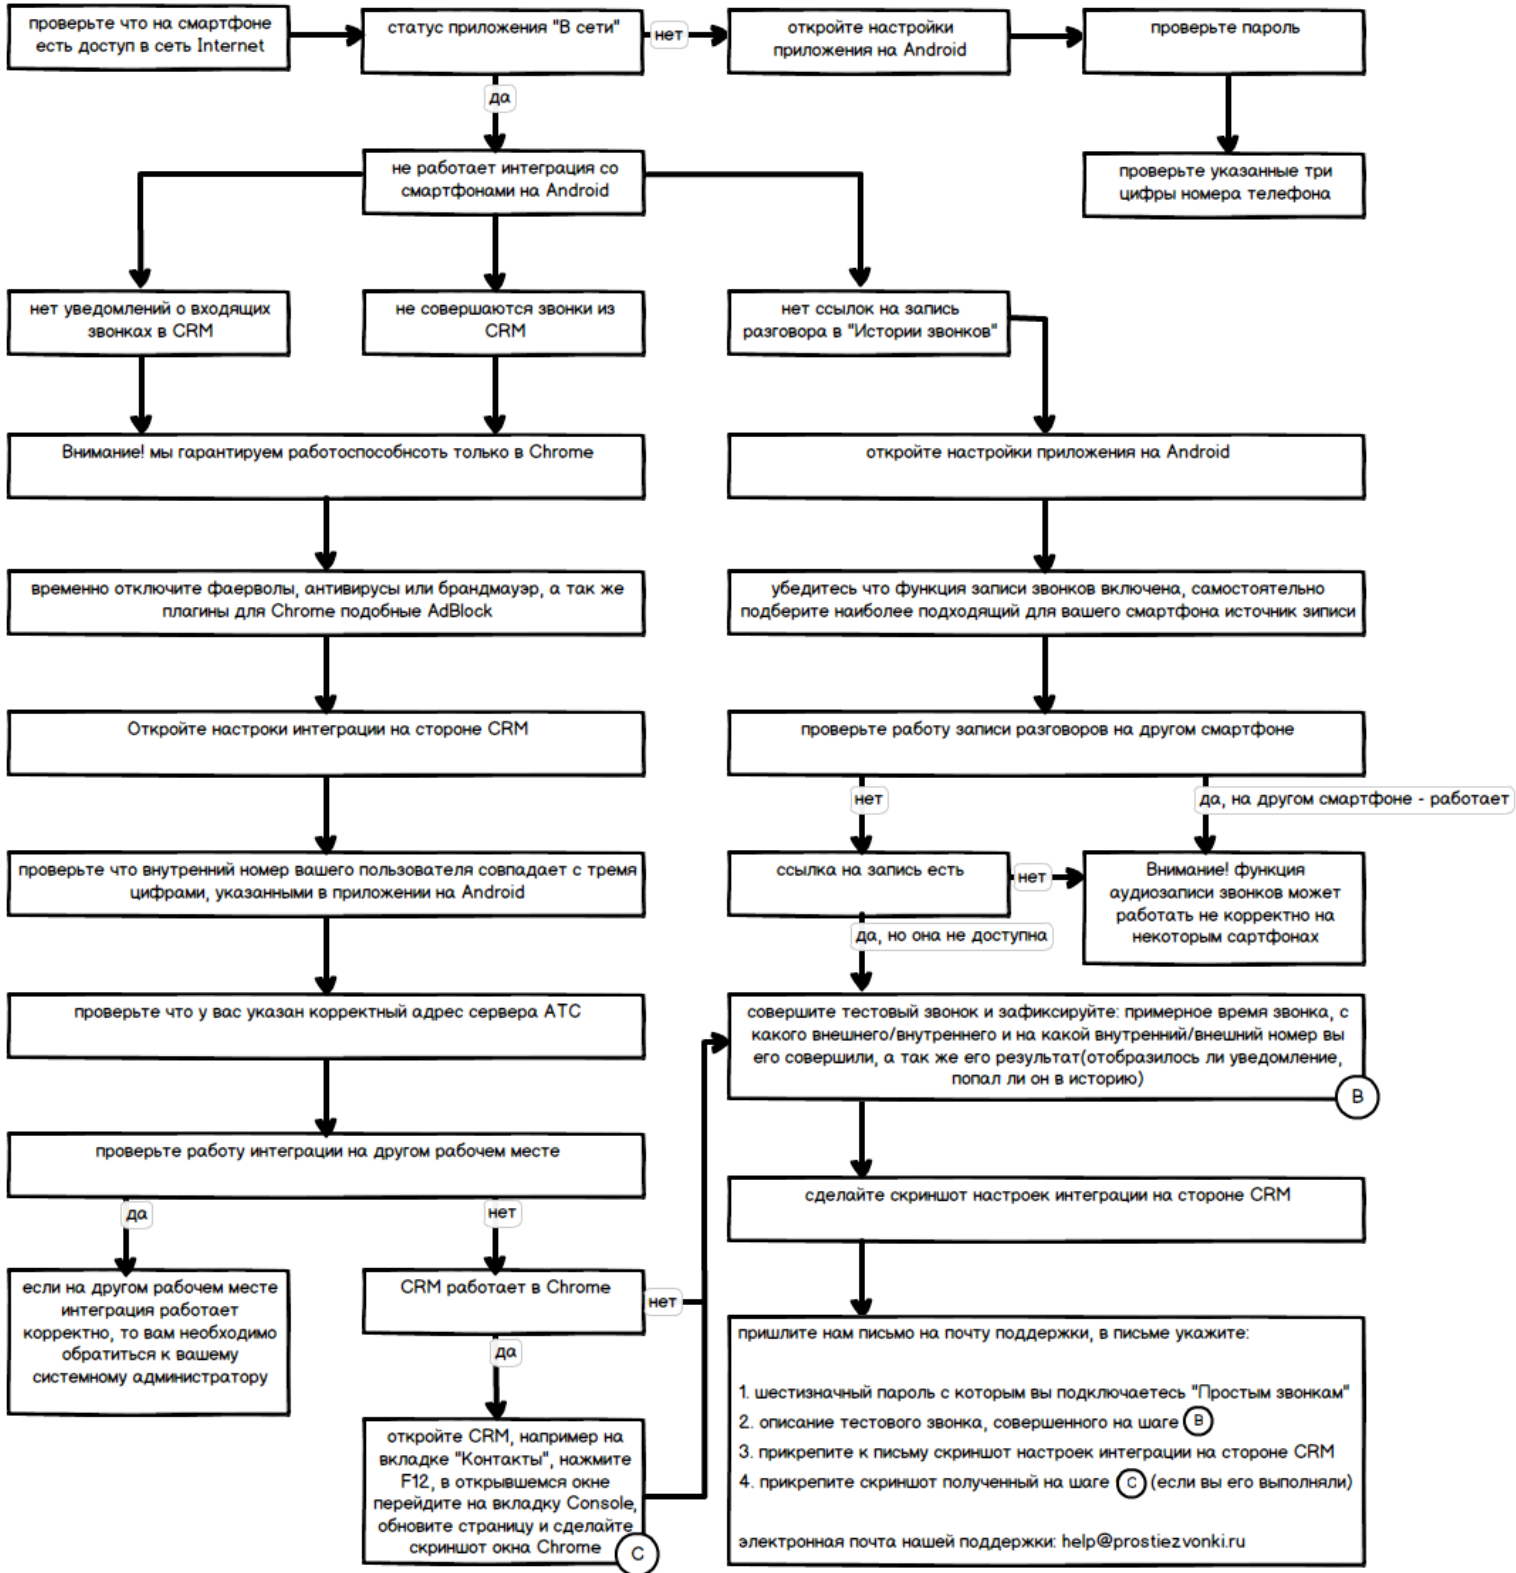 проверьте что на смартфоне
есть доступ в сеть Internet
статус приложения "В сети"
нет
откройте настройки
приложения на Android
проверьте пароль
да
не работает интеграция со
смартфонами на Android
проверьте указанные три
цифры номера телефона
нет уведомлений о входящих
звонках в CRM
не совершаются звонки из
CRM
нет ссылок на запись
разговора в "Истории звонков"
Внимание! мы гарантируем работоспособнсоть только в Chrome
откройте настройки приложения на Android
временно отключите фаерволы, антивирусы или брандмауэр, а так же
плагины для Chrome подобные AdBlock
убедитесь что функция записи звонков включена, самостоятельно
подберите наиболее подходящий для вашего смартфона источник зиписи
Откройте настроки интеграции на стороне CRM
проверьте работу записи разговоров на другом смартфоне
нет
да, на другом смартфоне - работает
проверьте что внутренний номер вашего пользователя совпадает с тремя
цифрами, указанными в приложении на Android
ссылка на запись есть
нет
Внимание! функция
аудиозаписи звонков может
работать не корректно на
некоторым сартфонах
да, но она не доступна
проверьте что у вас указан корректный адрес сервера АТС
совершите тестовый звонок и зафиксируйте: примерное время звонка, с
какого внешнего/внутреннего и на какой внутренний/внешний номер вы
его совершили, а так же его результат(отобразилось ли уведомление,
попал ли он в историю)
B
проверьте работу интеграции на другом рабочем месте
сделайте скриншот настроек интеграции на стороне CRM
да
нет
если на другом рабочем месте
интеграция работает
корректно, то вам необходимо
обратиться к вашему
системному администратору
CRM работает в Chrome
нет
да
откройте CRM, например на
вкладке "Контакты", нажмите
F12, в открывшемся окне
перейдите на вкладку Console,
обновите страницу и сделайте
скриншот окна Chrome
C
пришлите нам письмо на почту поддержки, в письме укажите:
1. шестизначный пароль с которым вы подключаетесь "Простым звонкам"
2. описание тестового звонка, совершенного на шаге B
3. прикрепите к письму скриншот настроек интеграции на стороне CRM
4. прикрепите скриншот полученный на шаге C (если вы его выполняли)
электронная почта нашей поддержки: help@prostiezvonki.ru